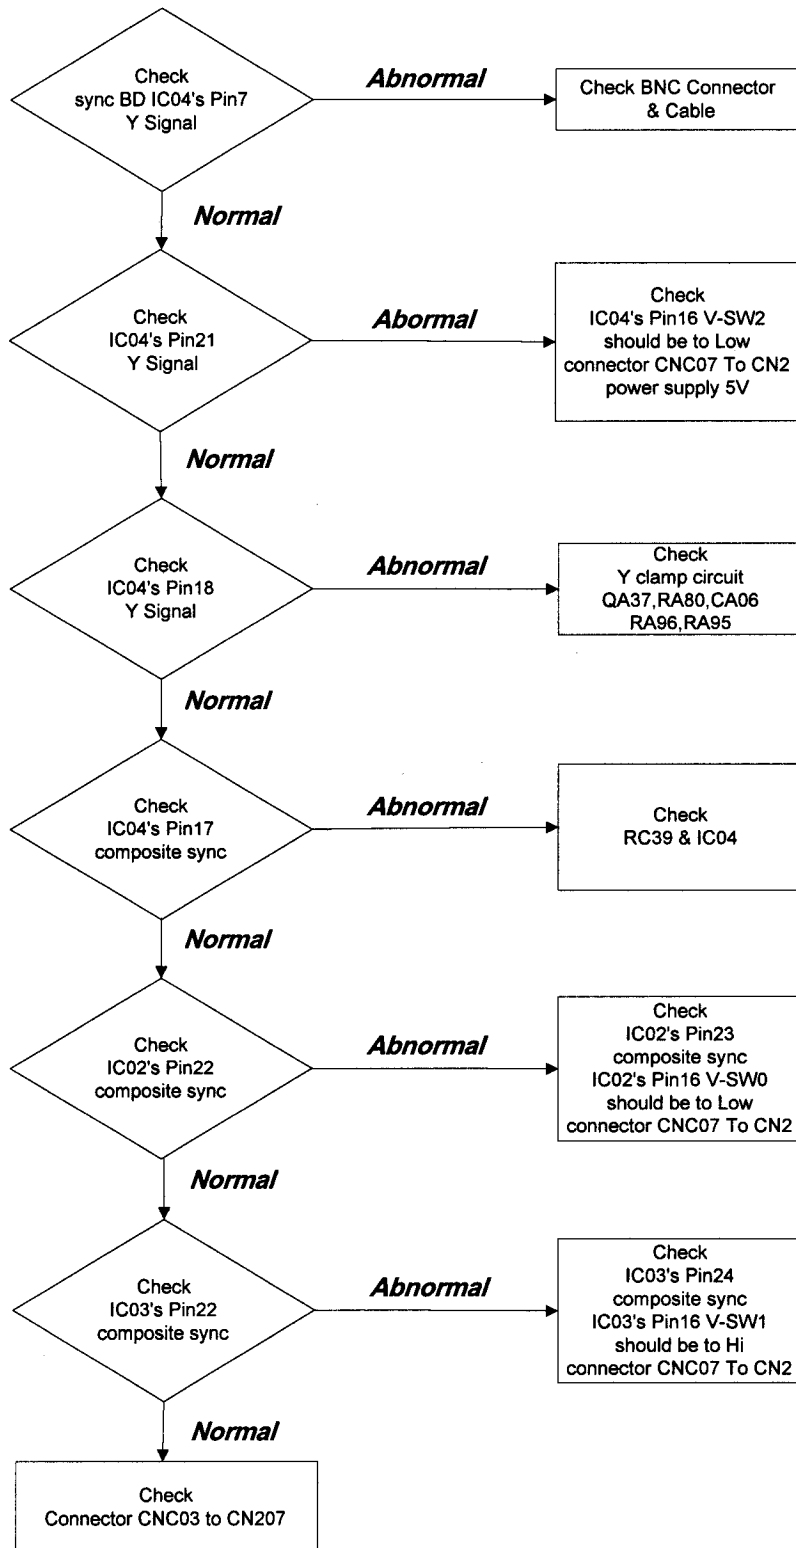 Check
sync BD IC04's Pin7
Y Signal
Abnormal
Check BNC Connector
& Cable
Normal
Check
IC04's Pin21
Y Signal
Abormal
Check
IC04's Pin16 V-SW2
should be to Low
connector CNC07 To CN2
power supply 5V
Normal
Check
IC04's Pin18
Y Signal
Abnormal
Check
Y clamp circuit
QA37,RA80,CA06
RA96,RA95
Normal
Check
IC04's Pin17
composite sync
Abnormal
Check
RC39 & IC04
Normal
Check
IC02's Pin22
composite sync
Abnormal
Check
IC02's Pin23
composite sync
IC02's Pin16 V-SW0
should be to Low
connector CNC07 To CN2
Normal
Check
IC03's Pin22
composite sync
Abnormal
Check
IC03's Pin24
composite sync
IC03's Pin16 V-SW1
should be to Hi
connector CNC07 To CN2
Normal
Check
Connector CNC03 to CN207